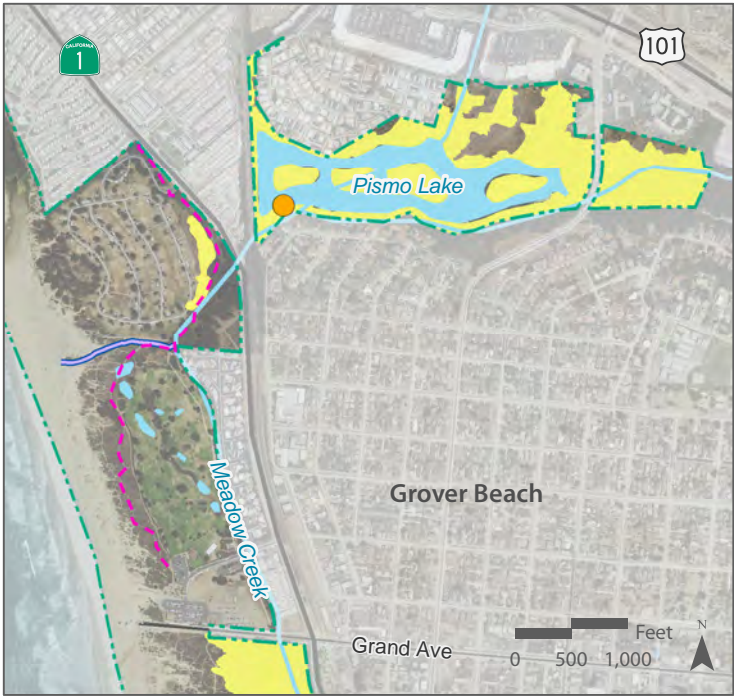 CALIFORNIA
1
101
Pismo Lake
Meadow Creek
Grover Beach
Grand Ave
Feet
0 500 1,000
N